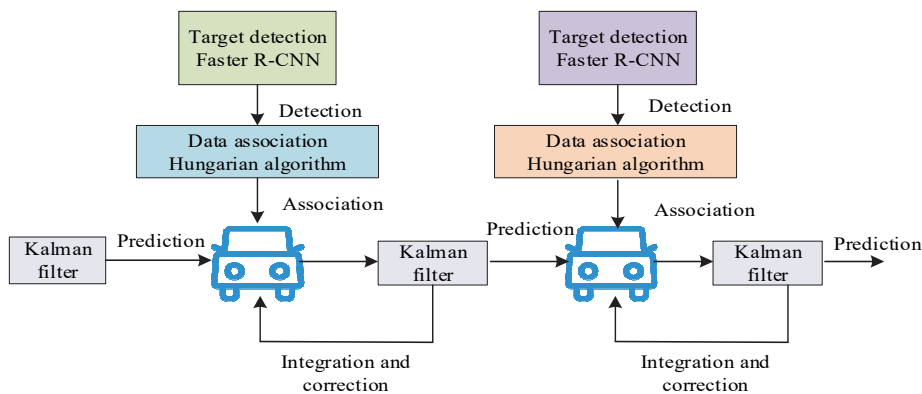 Target detection
Faster R-CNN
Target detection
Faster R-CNN
Detection
Detection
Data association
Hungarian algorithm
Data association
Hungarian algorithm
Association
Association
Kalman
filter
Prediction
Kalman
filter
Prediction
Kalman
filter
Prediction
Integration and
correction
Integration and
correction